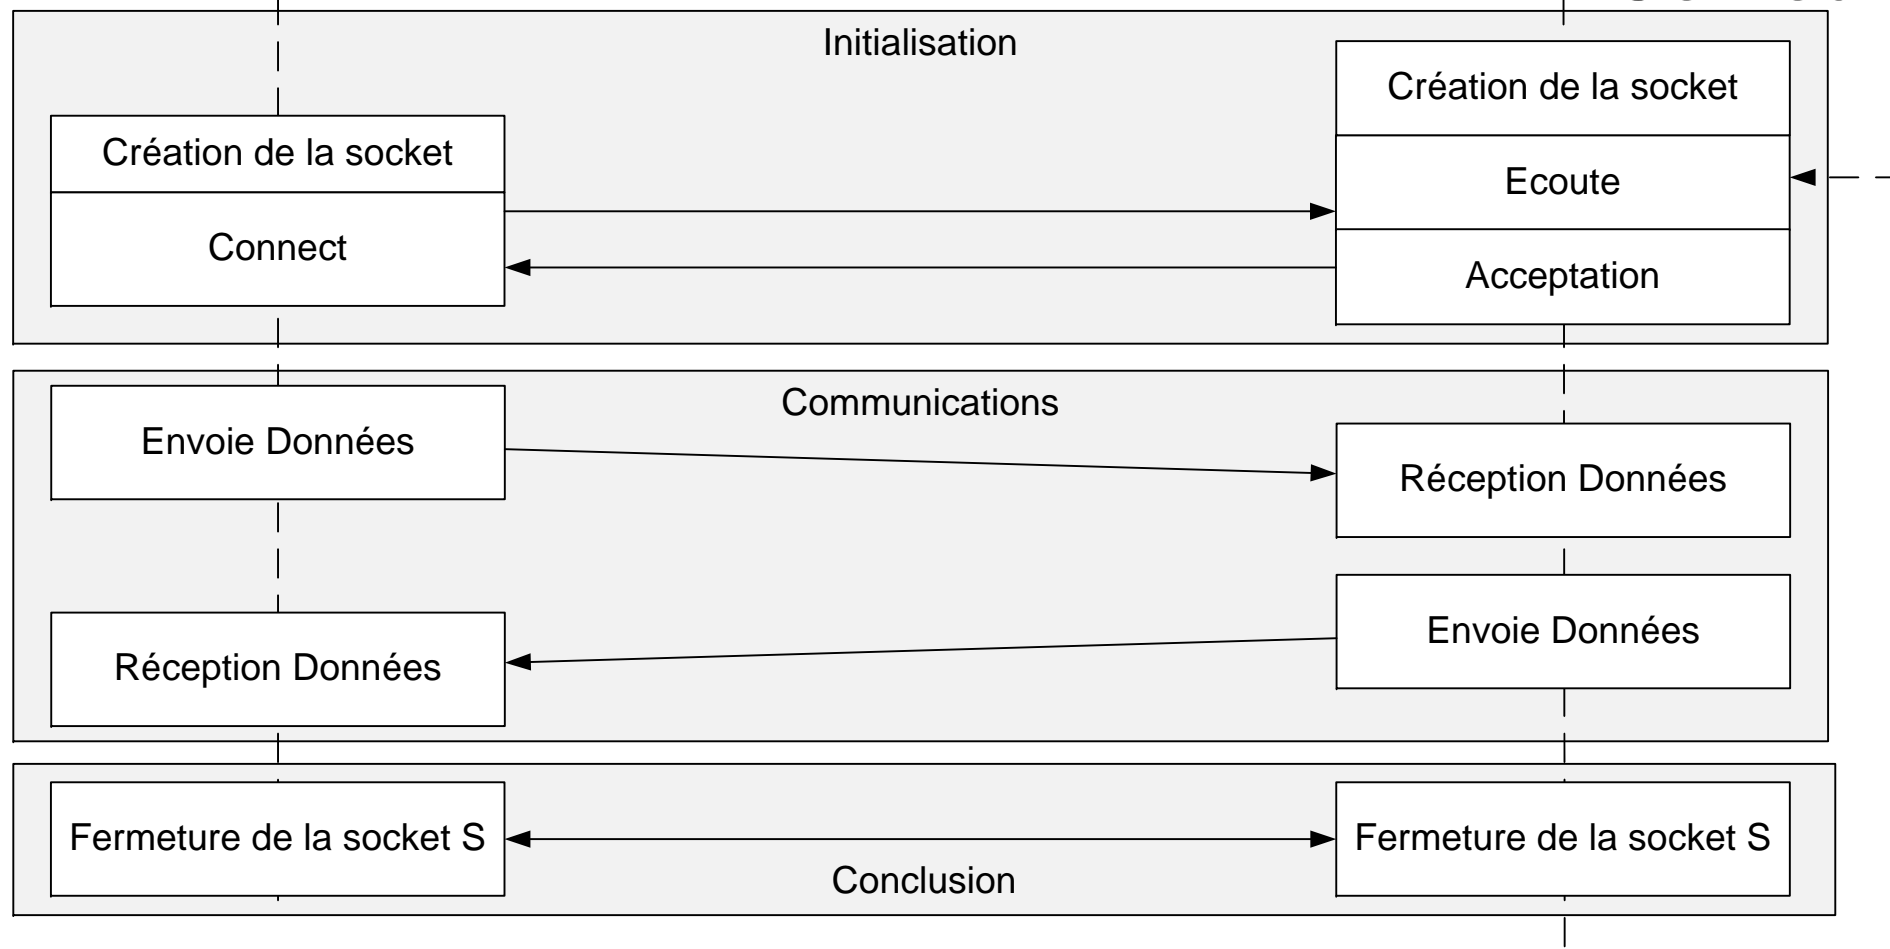 Initialisation
Création de la socket
Création de la socket
Ecoute
Connect
Acceptation
Communications
Envoie Données
Réception Données
Envoie Données
Réception Données
Fermeture de la socket S
Fermeture de la socket S
Conclusion